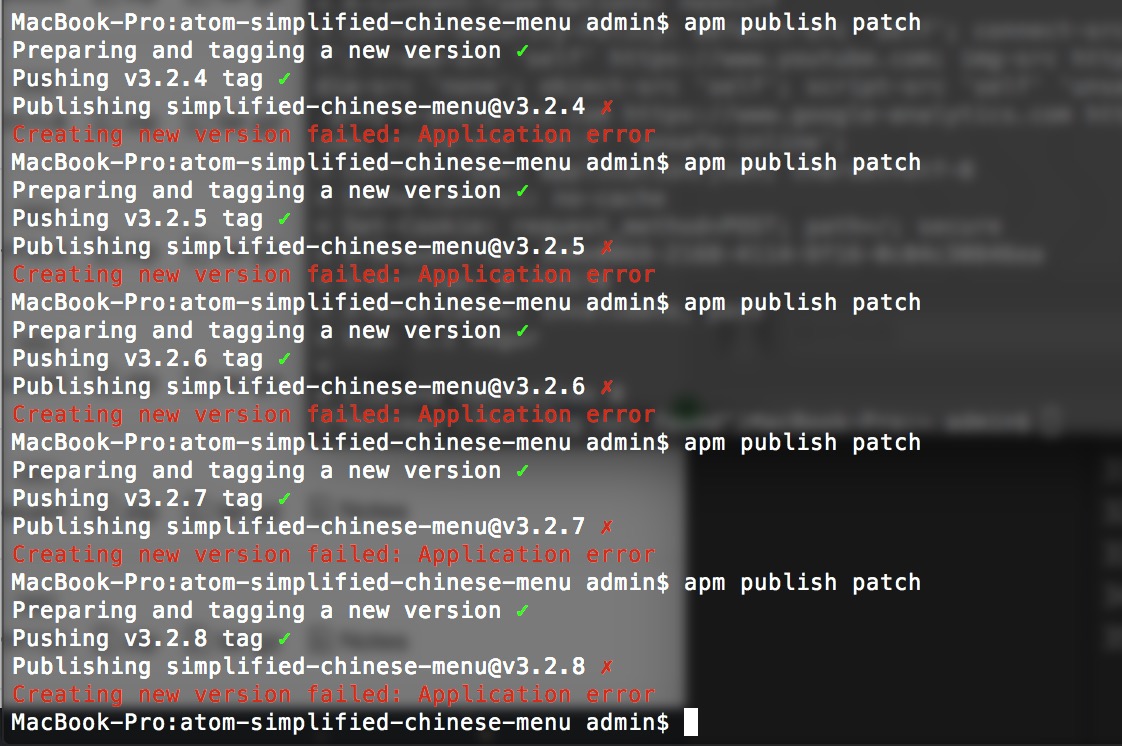 MacBook-Pro:atom-simplified-chinese-menu admin$ apm publish patch
Preparing and tagging a new version ✓
Pushing v3.2.4 tag ✓
Publishing simplified-chinese-menu@v3.2.4 ✗
Creating new version failed: Application error
MacBook-Pro:atom-simplified-chinese-menu admin$ apm publish patch
Preparing and tagging a new version ✓
Pushing v3.2.5 tag ✓
Publishing simplified-chinese-menu@v3.2.5 ✗
Creating new version failed: Application error
MacBook-Pro:atom-simplified-chinese-menu admin$ apm publish patch
Preparing and tagging a new version ✓
Pushing v3.2.6 tag ✓
Publishing simplified-chinese-menu@v3.2.6 ✗
Creating new version failed: Application error
MacBook-Pro:atom-simplified-chinese-menu admin$ apm publish patch
Preparing and tagging a new version ✓
Pushing v3.2.7 tag ✓
Publishing simplified-chinese-menu@v3.2.7 ✗
Creating new version failed: Application error
MacBook-Pro:atom-simplified-chinese-menu admin$ apm publish patch
Preparing and tagging a new version ✓
Pushing v3.2.8 tag ✓
Publishing simplified-chinese-menu@v3.2.8 ✗
Creating new version failed: Application error
MacBook-Pro:atom-simplified-chinese-menu admin$